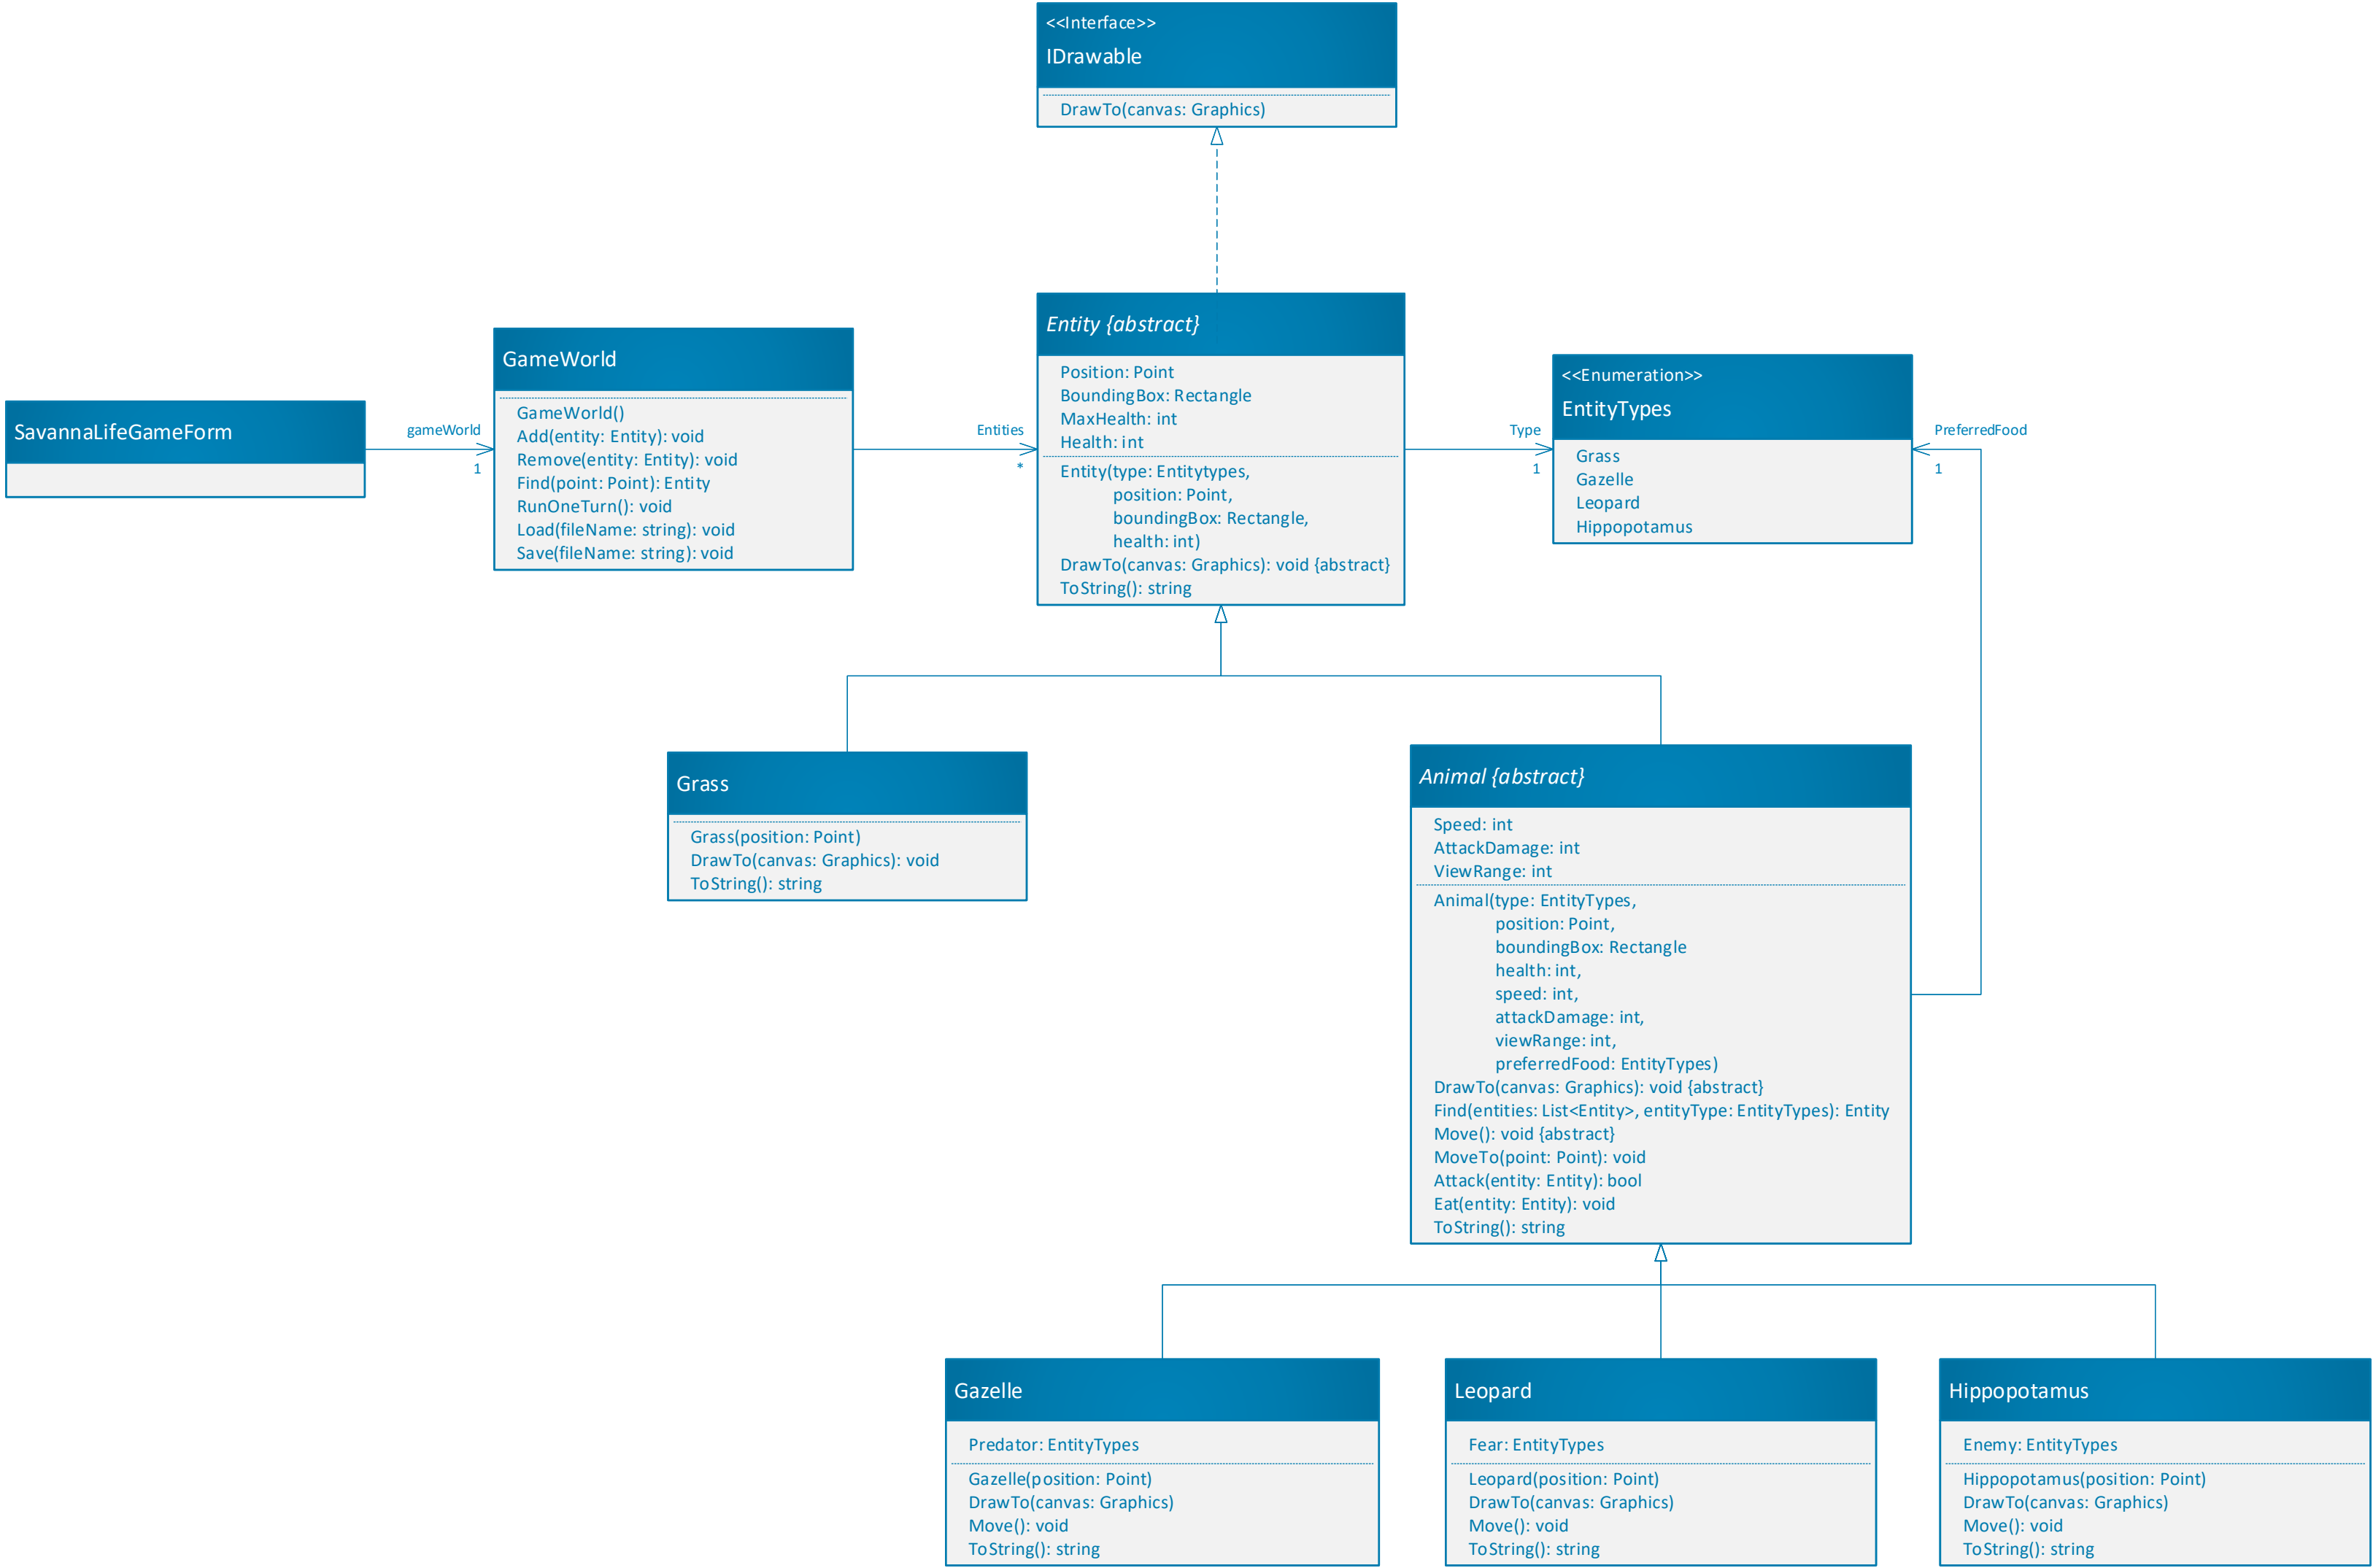 <<Interface>>
IDrawable
DrawTo(canvas: Graphics)
SavannaLifeGameForm
gameWorld
1
GameWorld
GameWorld()
Add(entity: Entity): void
Remove(entity: Entity): void
Find(point: Point): Entity
RunOneTurn(): void
Load(fileName: string): void
Save(fileName: string): void
Entities
*
Entity {abstract}
Position: Point
BoundingBox: Rectangle
MaxHealth: int
Health: int
Entity(type: Entitytypes,
position: Point,
boundingBox: Rectangle,
health: int)
DrawTo(canvas: Graphics): void {abstract}
ToString(): string
Type
1
<<Enumeration>>
EntityTypes
Grass
Gazelle
Leopard
Hippopotamus
PreferredFood
1
Grass
Grass(position: Point)
DrawTo(canvas: Graphics): void
ToString(): string
Animal {abstract}
Speed: int
AttackDamage: int
ViewRange: int
Animal(type: EntityTypes,
position: Point,
boundingBox: Rectangle
health: int,
speed: int,
attackDamage: int,
viewRange: int,
preferredFood: EntityTypes)
DrawTo(canvas: Graphics): void {abstract}
Find(entities: List<Entity>, entityType: EntityTypes): Entity
Move(): void {abstract}
MoveTo(point: Point): void
Attack(entity: Entity): bool
Eat(entity: Entity): void
ToString(): string
Gazelle
Predator: EntityTypes
Gazelle(position: Point)
DrawTo(canvas: Graphics)
Move(): void
ToString(): string
Leopard
Fear: EntityTypes
Leopard(position: Point)
DrawTo(canvas: Graphics)
Move(): void
ToString(): string
Hippopotamus
Enemy: EntityTypes
Hippopotamus(position: Point)
DrawTo(canvas: Graphics)
Move(): void
ToString(): string